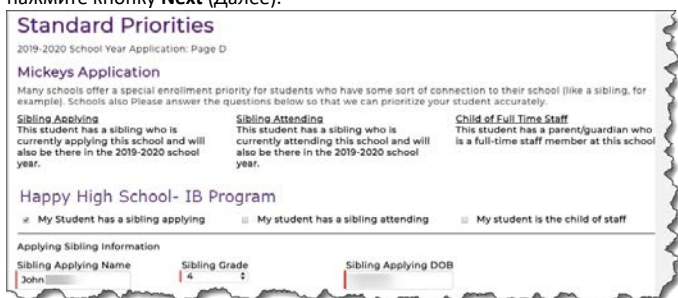 нажмите кнопку Next (Далее).
Standard Priorities
2019-2020 School Year Application: Page D
Mickeys Application
Many schools offer a special enrollment priority for students who have some sort of connection to their school (like a sibling, for
example). Schools also Please answer the questions below so that we can prioritize your student accurately.
Sibling Applying
This student has a sibling who is
currently applying this school and will
also be there in the 2019-2020 school
year.
Sibling Attending
This student has a sibling who is
currently attending this school and will
also be there in the 2019-2020 school
year.
Child of Full Time Staff
This student has a parent/guardian who
is a full-time staff member at this school
Happy High School- IB Program
My Student has a sibling applying
My student has a sibling attending
My student is the child of staff
Applying Sibling Information
Sibling Applying Name
Sibling Grade
Sibling Applying DOB
John
4